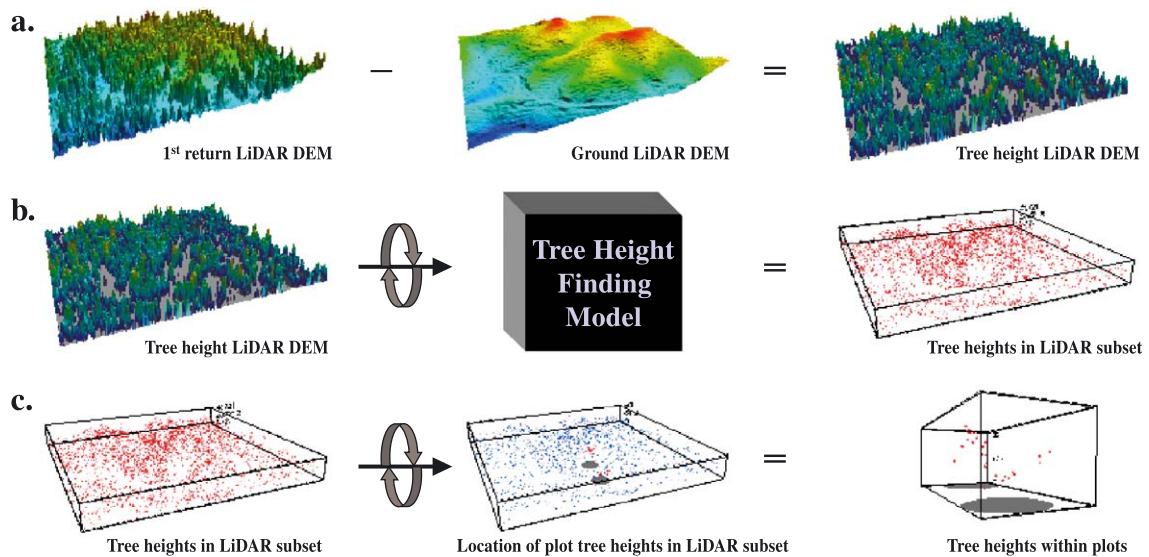 a.
−
=
1st return LiDAR DEM
Ground LiDAR DEM
Tree height LiDAR DEM
b.
Tree Height
Finding
Model
=
Tree height LiDAR DEM
Tree heights in LiDAR subset
c.
=
Tree heights in LiDAR subset
Location of plot tree heights in LiDAR subset
Tree heights within plots